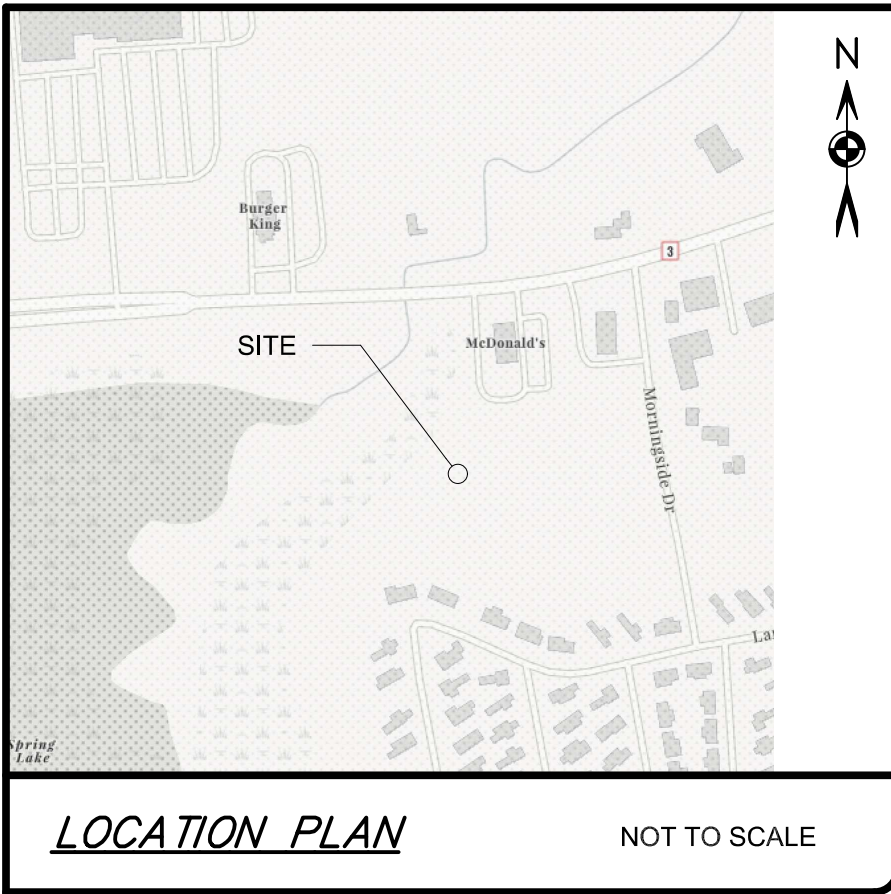 N
Burger
King
3
SITE
McDonald's
Morningside Dr
Spring
Lake
LOCATION PLAN
NOT TO SCALE